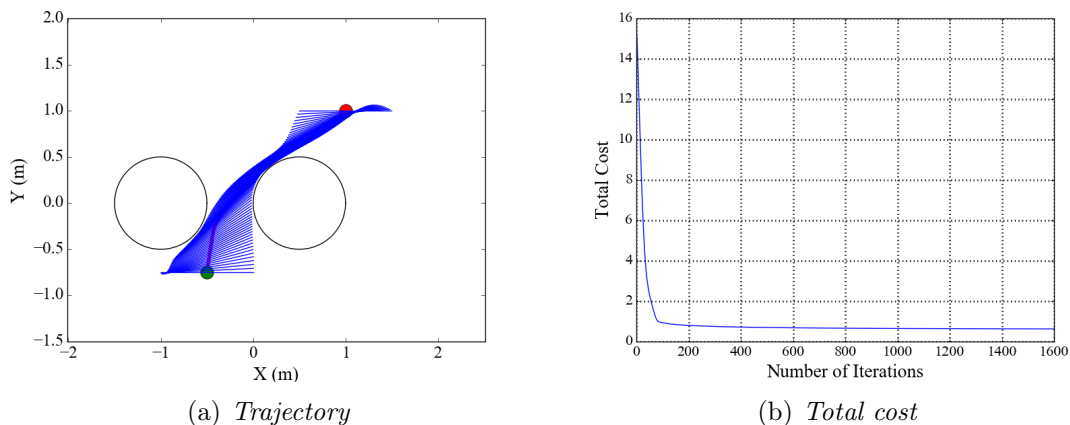 2.0
1.5
1.0
0.5
0.0
−0.5
−1.0
−1.5
−2 −1 0 1 2
X (m)
Y (m)
(a) Trajectory
16
14
12
10
8
6
4
2
0
0 200 400 600 800 1000 1200 1400 1600
Number of Iterations
Total Cost
(b) Total cost